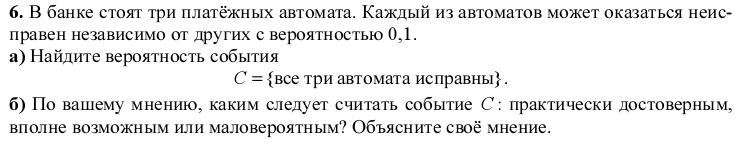 6. В банке стоят три платёжных автомата. Каждый из автоматов может оказаться неис-
правен независимо от других с вероятностью 0,1.
а) Найдите вероятность события
C = {все три автомата исправны}.
б) По вашему мнению, каким следует считать событие C: практически достоверным,
вполне возможным или маловероятным? Объясните своё мнение.